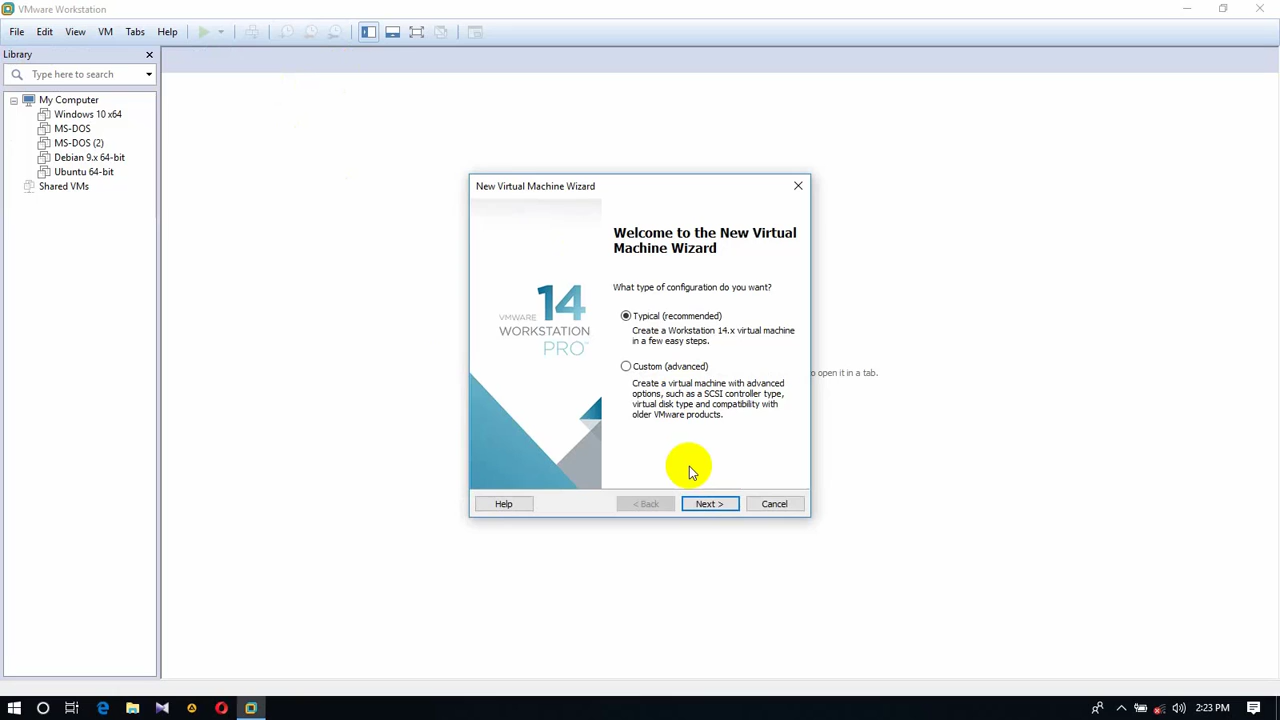 VMware Workstation
File Edit View VM Tabs Help
Library
Type here to search
My Computer
Windows 10 x64
MS-DOS
MS-DOS (2)
Debian 9.x 64-bit
Ubuntu 64-bit
Shared VMs
New Virtual Machine Wizard
VMWARE 14
WORKSTATION
PRO™
Welcome to the New Virtual
Machine Wizard
What type of configuration do you want?
Typical (recommended)
Create a Workstation 14.x virtual machine
in a few easy steps.
Custom (advanced)
Create a virtual machine with advanced
options, such as a SCSI controller type,
virtual disk type and compatibility with
older VMware products.
o open it in a tab.
Help < Back Next > Cancel
2:23 PM